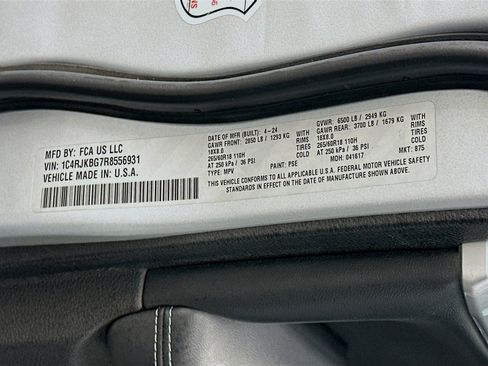 MFD BY: FCA US LLC
VIN: 1C4RJKBG7R8556931
VEHICLE MADE IN: U.S.A.
DATE OF MFR (BUILT): 4-24
GAWR FRONT: 2850 LB / 1293 KG WITH
18X8.0 RIMS
265/60R18 110H TIRES
AT 250 kPa / 36 PSI COLD
TYPE: MPV PAINT: PSE
GVWR: 6500 LB / 2949 KG
GAWR REAR: 3700 LB / 1679 KG WITH
18X8.0 RIMS
265/60R18 110H TIRES
AT 250 kPa / 36 PSI COLD
MDH: 041617 MKT: 875
THIS VEHICLE CONFORMS TO ALL APPLICABLE U.S.A. FEDERAL MOTOR VEHICLE SAFETY STANDARDS
IN EFFECT ON THE DATE OF MANUFACTURE SHOWN ABOVE.